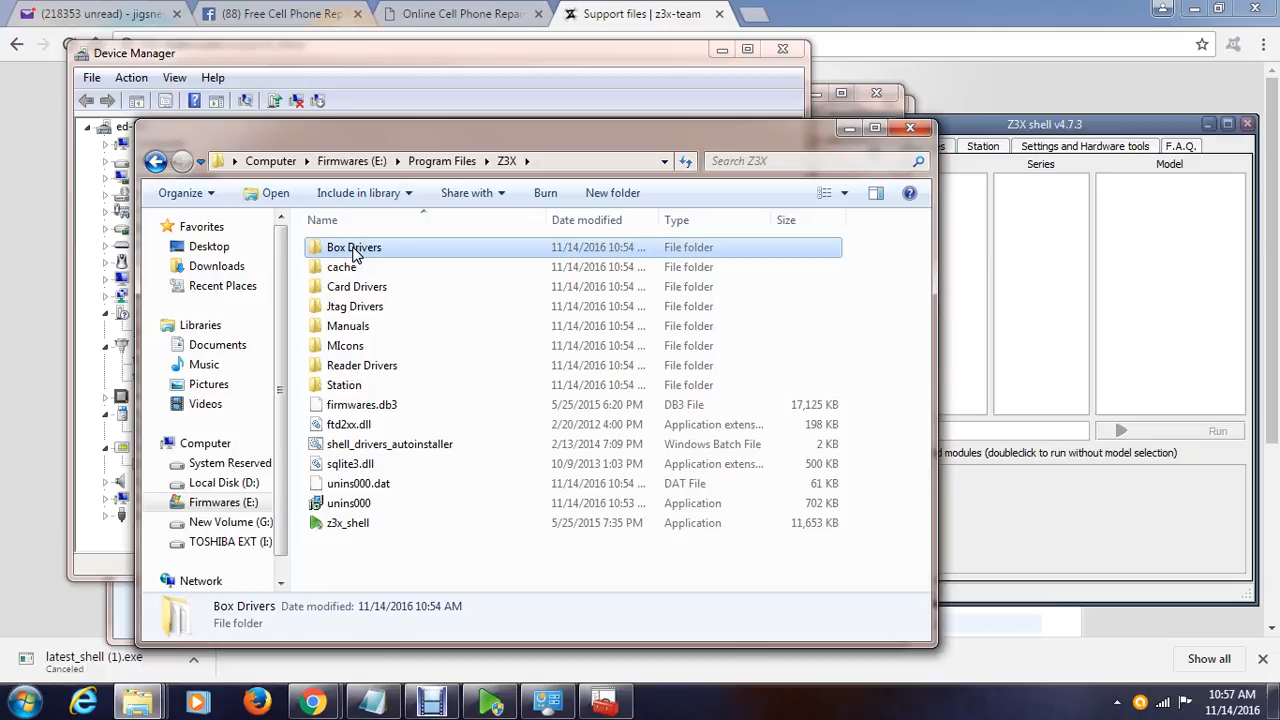 (218353 unread) - jigsne
(88) Free Cell Phone Rep
Online Cell Phone Repai
Support files | z3x-team
Device Manager
File Action View Help
ed-
Z3X shell v4.7.3
Station Settings and Hardware tools F.A.Q.
Series Model
Run
d modules (doubleclick to run without model selection)
Computer Firmwares (E:) Program Files Z3X
Search Z3X
Organize Open Include in library Share with Burn New folder
Favorites
Desktop
Downloads
Recent Places
Libraries
Documents
Music
Pictures
Videos
Computer
System Reserved
Local Disk (D:)
Firmwares (E:)
New Volume (G:)
TOSHIBA EXT (I:)
Network
Name Date modified Type Size
Box Drivers 11/14/2016 10:54 ... File folder
cache 11/14/2016 10:54 ... File folder
Card Drivers 11/14/2016 10:54 ... File folder
Jtag Drivers 11/14/2016 10:54 ... File folder
Manuals 11/14/2016 10:54 ... File folder
MIcons 11/14/2016 10:54 ... File folder
Reader Drivers 11/14/2016 10:54 ... File folder
Station 11/14/2016 10:54 ... File folder
firmwares.db3 5/25/2015 6:20 PM DB3 File 17,125 KB
ftd2xx.dll 2/20/2012 4:00 PM Application extens... 198 KB
shell_drivers_autoinstaller 2/13/2014 7:09 PM Windows Batch File 2 KB
sqlite3.dll 10/9/2013 1:03 PM Application extens... 500 KB
unins000.dat 11/14/2016 10:54 ... DAT File 61 KB
unins000 11/14/2016 10:53 ... Application 702 KB
z3x_shell 5/25/2015 7:35 PM Application 11,653 KB
Box Drivers Date modified: 11/14/2016 10:54 AM
File folder
latest_shell (1).exe
Canceled
Show all
10:57 AM
11/14/2016